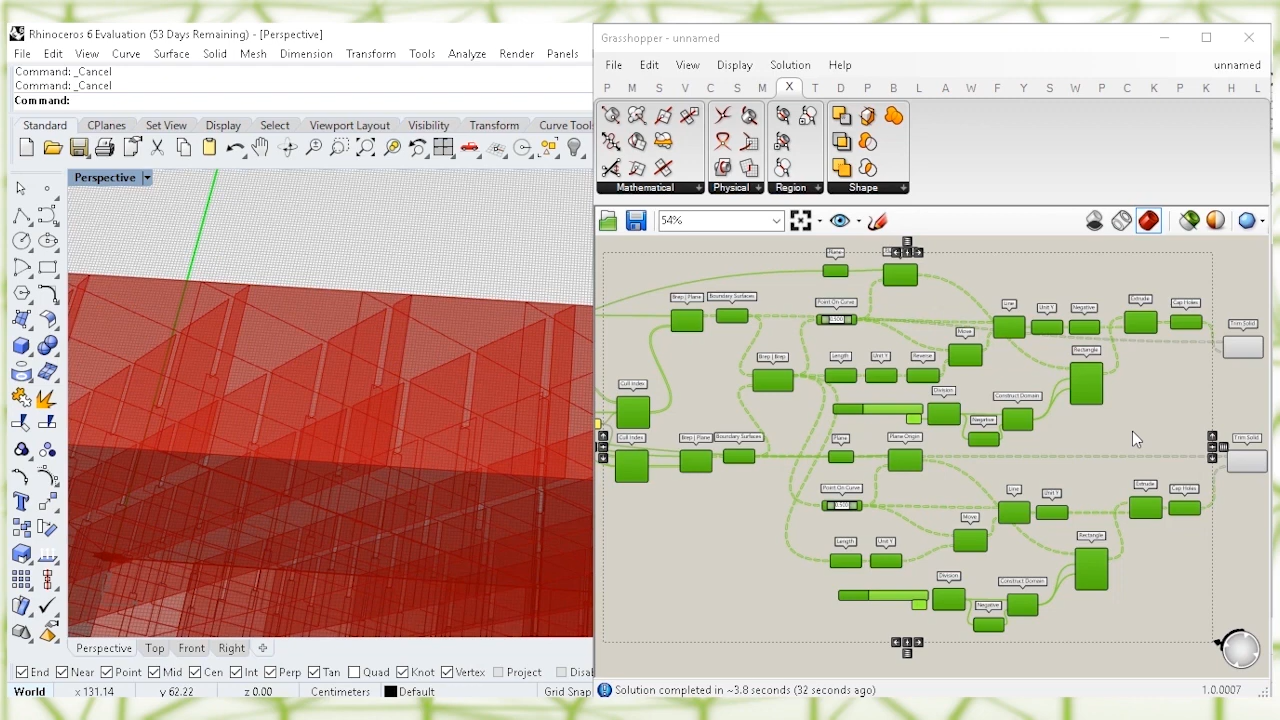 Rhinoceros 6 Evaluation (53 Days Remaining) - [Perspective]
File Edit View Curve Surface Solid Mesh Dimension Transform Tools Analyze Render Panels
Command: _Cancel
Command: _Cancel
Command:
Standard CPlanes Set View Display Select Viewport Layout Visibility Transform Curve Tools
Perspective
Perspective Top Front Right
End Near Point Mid Cen Int Perp Tan Quad Knot Vertex Project Disa
World x 131.14 y 62.22 z 0.00 Centimeters Default Grid Snap
Grasshopper - unnamed
File Edit View Display Solution Help unnamed
P M S V C S M X T D P B L A W F Y S W P C K P K H L
Mathematical Physical Region Shape
54%
Plane
Brep | Plane Boundary Surfaces Point On Curve Line Unit Y Negative Extrude Cap Holes
0.500
Trim Solid
Move
Brep | Brep Length Unit Y Reverse Rectangle
Cull Index Division Construct Domain
Negative
Cull Index Brep | Plane Boundary Surfaces Plane Plane Origin Trim Solid
Point On Curve Line Unit Y Extrude Cap Holes
0.500
Move
Length Unit Y Rectangle
Division Construct Domain
Negative
Solution completed in ~3.8 seconds (32 seconds ago) 1.0.0007